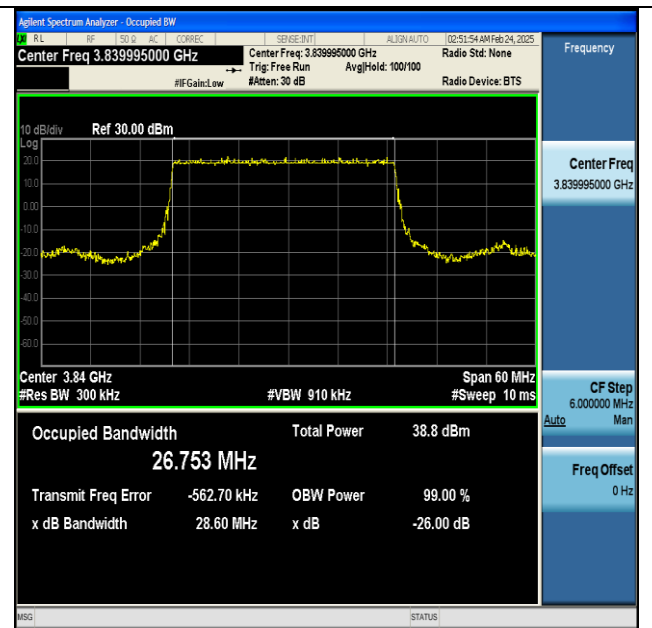 Agilent Spectrum Analyzer - Occupied BW
RL RF 50 Ω AC CORREC SENSE:INT ALIGN AUTO 02:51:54 AM Feb 24, 2025
Center Freq 3.839995000 GHz
Center Freq: 3.839995000 GHz
Radio Std: None
Trig: Free Run Avg|Hold: 100/100
#IFGain:Low #Atten: 30 dB Radio Device: BTS
10 dB/div Ref 30.00 dBm
Log
20.0
10.0
0.00
-10.0
-20.0
-30.0
-40.0
-50.0
-60.0
Center 3.84 GHz Span 60 MHz
#Res BW 300 kHz #VBW 910 kHz #Sweep 10 ms
Occupied Bandwidth Total Power 38.8 dBm
26.753 MHz
Transmit Freq Error -562.70 kHz OBW Power 99.00 %
x dB Bandwidth 28.60 MHz x dB -26.00 dB
Frequency
Center Freq
3.839995000 GHz
CF Step
6.000000 MHz
Auto Man
Freq Offset
0 Hz
MSG STATUS